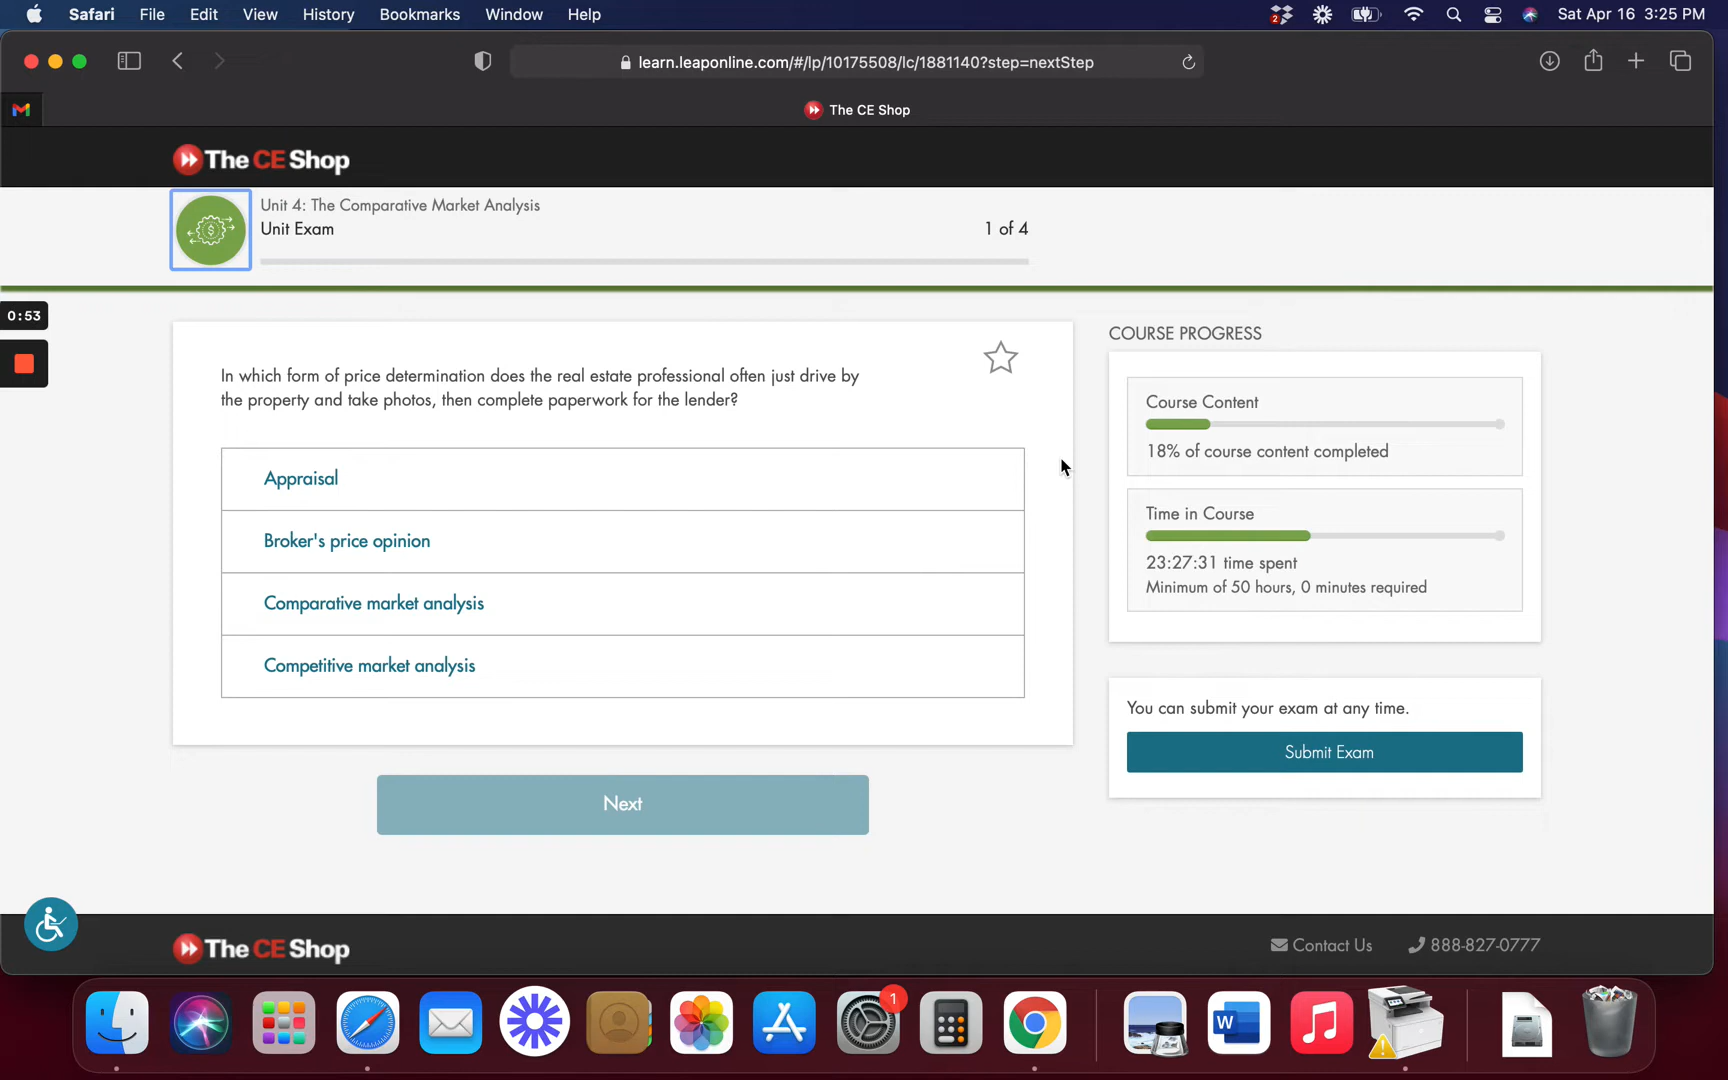 Safari File Edit View History Bookmarks Window Help
2
Sat Apr 16 3:25 PM
learn.leaponline.com/#/lp/10175508/lc/1881140?step=nextStep
The CE Shop
The CE Shop
Unit 4: The Comparative Market Analysis
Unit Exam
1 of 4
0:53
In which form of price determination does the real estate professional often just drive by
the property and take photos, then complete paperwork for the lender?
Appraisal
Broker's price opinion
Comparative market analysis
Competitive market analysis
Next
COURSE PROGRESS
Course Content
18% of course content completed
Time in Course
23:27:31 time spent
Minimum of 50 hours, 0 minutes required
You can submit your exam at any time.
Submit Exam
The CE Shop
Contact Us
888-827-0777
1
W